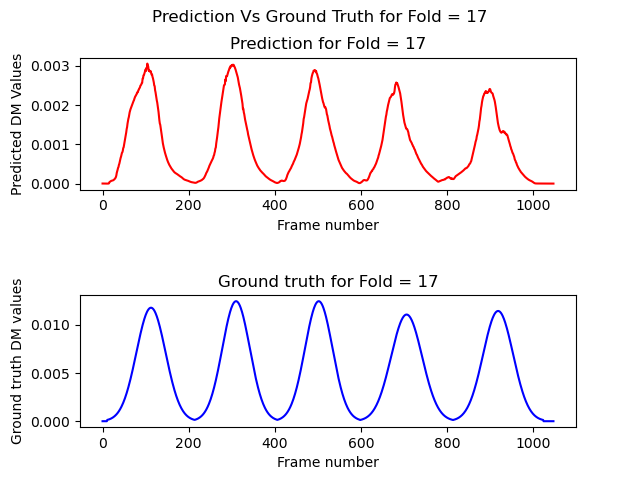 Prediction Vs Ground Truth for Fold = 17
Prediction for Fold = 17
Predicted DM Values
0.003
0.002
0.001
0.000
0 200 400 600 800 1000
Frame number
Ground truth for Fold = 17
Ground truth DM values
0.010
0.005
0.000
0 200 400 600 800 1000
Frame number